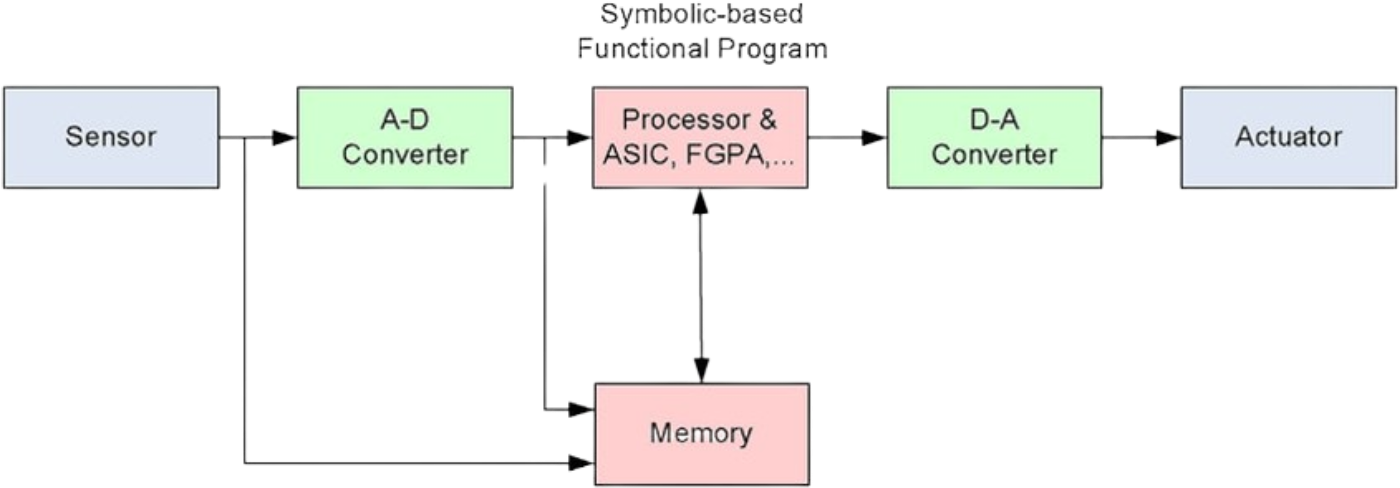 Symbolic-based
Functional Program
Sensor
A-D
Converter
Processor &
ASIC, FGPA,...
D-A
Converter
Actuator
Memory